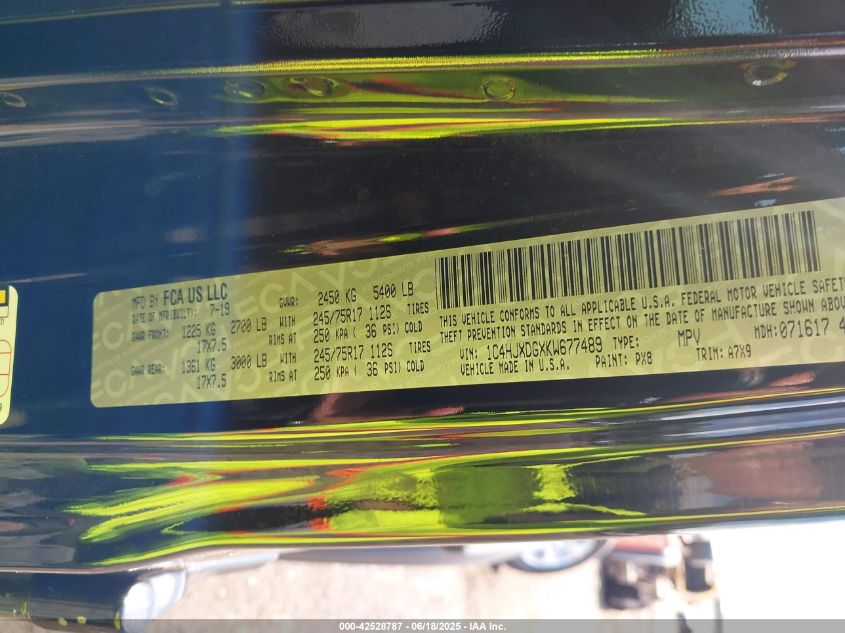 MFD BY FCA US LLC
DATE OF MFR(MOBILITY): 7-19
GVWR: 2450 KG 5400 LB
GAWR FRONT: 1225 KG 2700 LB WITH 245/75R17 112S TIRES
17X7.5 RIMS AT 250 KPA ( 36 PSI) COLD
GAWR REAR: 1361 KG 3000 LB WITH 245/75R17 112S TIRES
17X7.5 RIMS AT 250 KPA ( 36 PSI) COLD
THIS VEHICLE CONFORMS TO ALL APPLICABLE U.S.A. FEDERAL MOTOR VEHICLE SAFETY
THEFT PREVENTION STANDARDS IN EFFECT ON THE DATE OF MANUFACTURE SHOWN ABOV
VIN: 1C4HJXDGXKW677489 TYPE: MPV MDH:071617 4
VEHICLE MADE IN U.S.A. PAINT: PX8 TRIM: A7X9
000-42528787 - 06/18/2025 - IAA Inc.